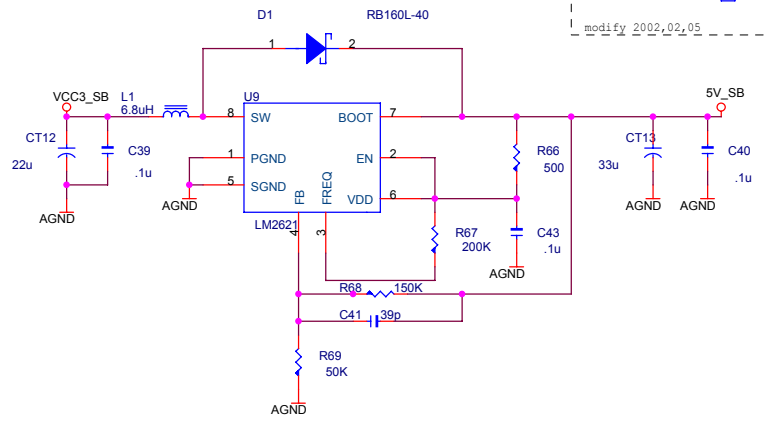 D1
RB160L-40
modify 2002,02,05
1
2
VCC3_SB
L1
6.8uH
U9
5V_SB
8
SW
BOOT
7
CT12
22u
C39
.1u
1
PGND
EN
2
R66
500
CT13
33u
C40
.1u
5
SGND
VDD
6
FB
FREQ
AGND
AGND
LM2621
4
3
R67
200K
C43
.1u
AGND
AGND
AGND
R68
150K
C41
39p
R69
50K
AGND